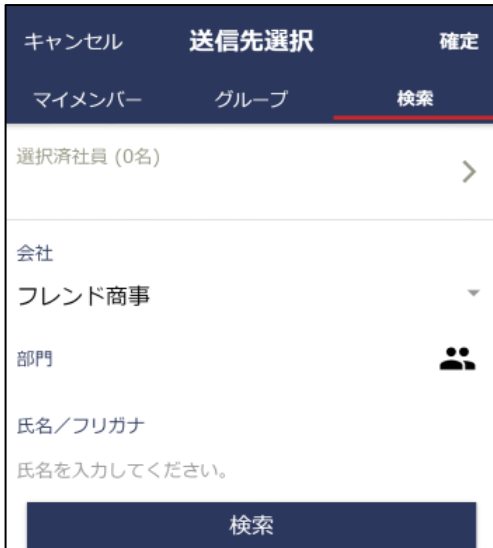 キャンセル 送信先選択 確定
マイメンバー グループ 検索
選択済社員 (0名)
会社
フレンド商事
部門
氏名／フリガナ
氏名を入力してください。
検索